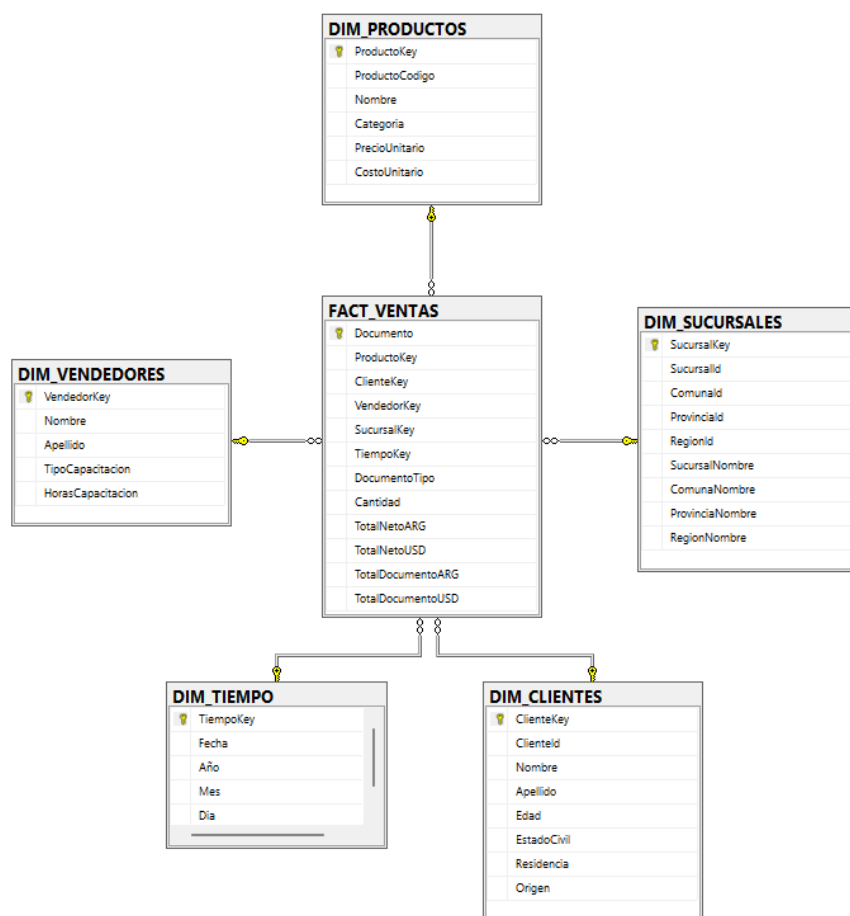 DIM_PRODUCTOS
ProductoKey
ProductoCodigo
Nombre
Categoria
PrecioUnitario
CostoUnitario
FACT_VENTAS
Documento
ProductoKey
ClienteKey
VendedorKey
SucursalKey
TiempoKey
DocumentoTipo
Cantidad
TotalNetoARG
TotalNetoUSD
TotalDocumentoARG
TotalDocumentoUSD
DIM_SUCURSALES
SucursalKey
SucursalId
ComunaId
ProvinciaId
RegionId
SucursalNombre
ComunaNombre
ProvinciaNombre
RegionNombre
DIM_VENDEDORES
VendedorKey
Nombre
Apellido
TipoCapacitacion
HorasCapacitacion
DIM_TIEMPO
TiempoKey
Fecha
Año
Mes
Dia
DIM_CLIENTES
ClienteKey
ClienteId
Nombre
Apellido
Edad
EstadoCivil
Residencia
Origen